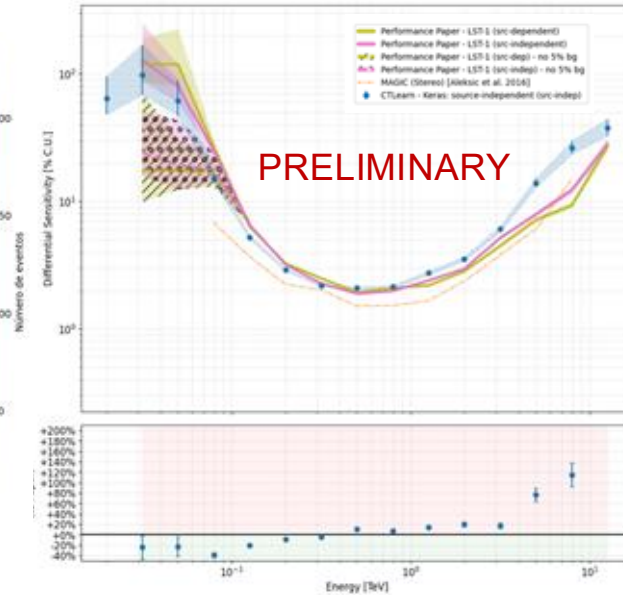 Número de eventos
Differential Sensitivity [% C.U.]
10²
10¹
10⁰
Performance Paper - LST-1 (src-dependent)
Performance Paper - LST-1 (src-independent)
Performance Paper - LST-1 (src-dep) - no 5% bg
Performance Paper - LST-1 (src-indep) - no 5% bg
MAGIC (Stereo) [Aleksic et al. 2016]
CTLearn - Keras: source-independent (src-indep)
PRELIMINARY
+200%
+180%
+160%
+140%
+120%
+100%
+80%
+60%
+40%
+20%
+0%
-20%
-40%
10⁻¹
10⁰
10¹
Energy [TeV]